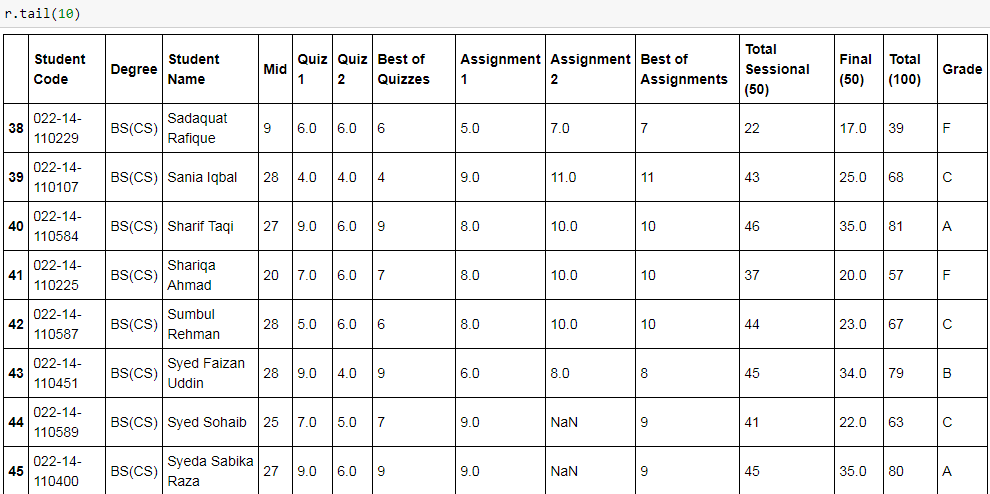 r.tail(10)
Student Code Degree Student Name Mid Quiz 1 Quiz 2 Best of Quizzes Assignment 1 Assignment 2 Best of Assignments Total Sessional (50) Final (50) Total (100) Grade
38 022-14-110229 BS(CS) Sadaquat Rafique 9 6.0 6.0 6 5.0 7.0 7 22 17.0 39 F
39 022-14-110107 BS(CS) Sania Iqbal 28 4.0 4.0 4 9.0 11.0 11 43 25.0 68 C
40 022-14-110584 BS(CS) Sharif Taqi 27 9.0 6.0 9 8.0 10.0 10 46 35.0 81 A
41 022-14-110225 BS(CS) Shariqa Ahmad 20 7.0 6.0 7 8.0 10.0 10 37 20.0 57 F
42 022-14-110587 BS(CS) Sumbul Rehman 28 5.0 6.0 6 8.0 10.0 10 44 23.0 67 C
43 022-14-110451 BS(CS) Syed Faizan Uddin 28 9.0 4.0 9 6.0 8.0 8 45 34.0 79 B
44 022-14-110589 BS(CS) Syed Sohaib 25 7.0 5.0 7 9.0 NaN 9 41 22.0 63 C
45 022-14-110400 BS(CS) Syeda Sabika Raza 27 9.0 6.0 9 9.0 NaN 9 45 35.0 80 A